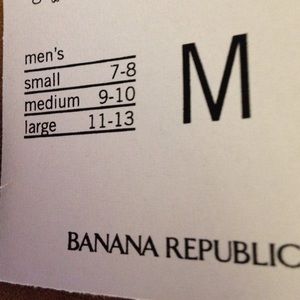 men's
small 7-8
medium 9-10
large 11-13
M
BANANA REPUBLIC